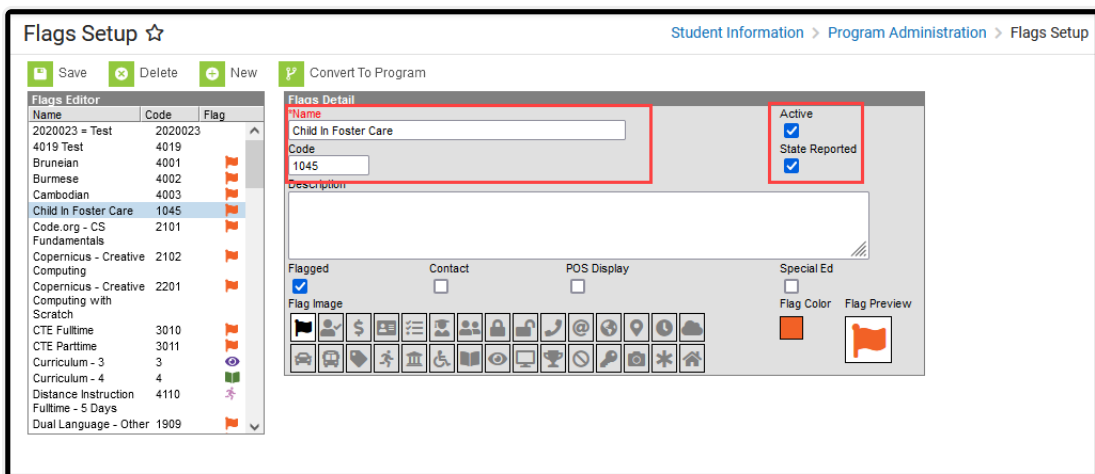 Flags Setup
Student Information > Program Administration > Flags Setup
Save Delete New Convert To Program
Flags Editor
Name Code Flag
2020023 = Test 2020023
4019 Test 4019
Bruneian 4001
Burmese 4002
Cambodian 4003
Child In Foster Care 1045
Code.org - CS 2101
Fundamentals
Copernicus - Creative 2102
Computing
Copernicus - Creative 2201
Computing with
Scratch
CTE Fulltime 3010
CTE Parttime 3011
Curriculum - 3 3
Curriculum - 4 4
Distance Instruction 4110
Fulltime - 5 Days
Dual Language - Other 1909
Flags Detail
*Name
Child In Foster Care
Code
1045
Active
State Reported
Description
Flagged Contact POS Display Special Ed
Flag Image Flag Color Flag Preview